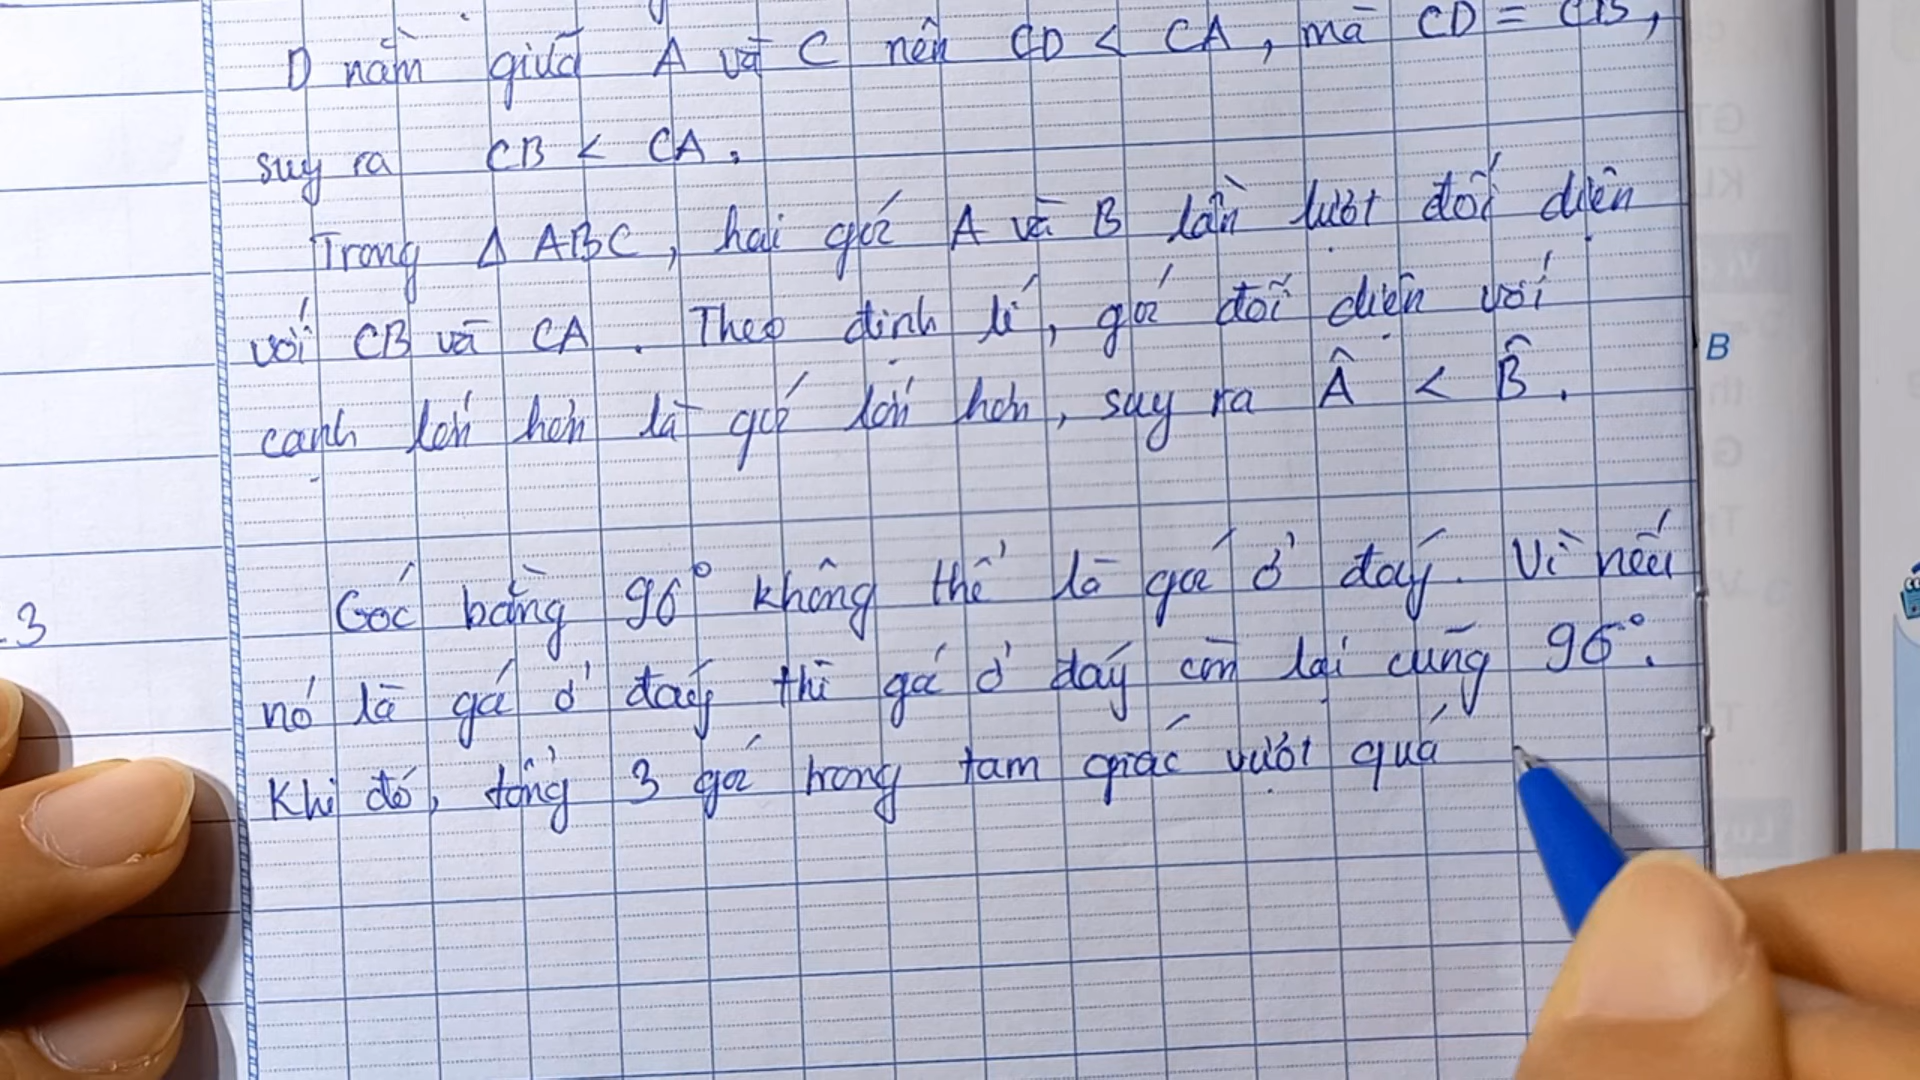 D nằm giữa A và C nên CD < CA, mà CD = CB,
suy ra CB < CA.
Trong Δ ABC, hai góc A và B lần lượt đối diện
với CB và CA. Theo định lí, góc đối diện với
B
cạnh lớn hơn là góc lớn hơn, suy ra Â < B̂.
Góc bằng 96° không thể là góc ở đáy. Vì nếu
.3
nó là góc ở đáy thì góc ở đáy còn lại cũng 96°.
Khi đó, tổng 3 góc trong tam giác vượt quá